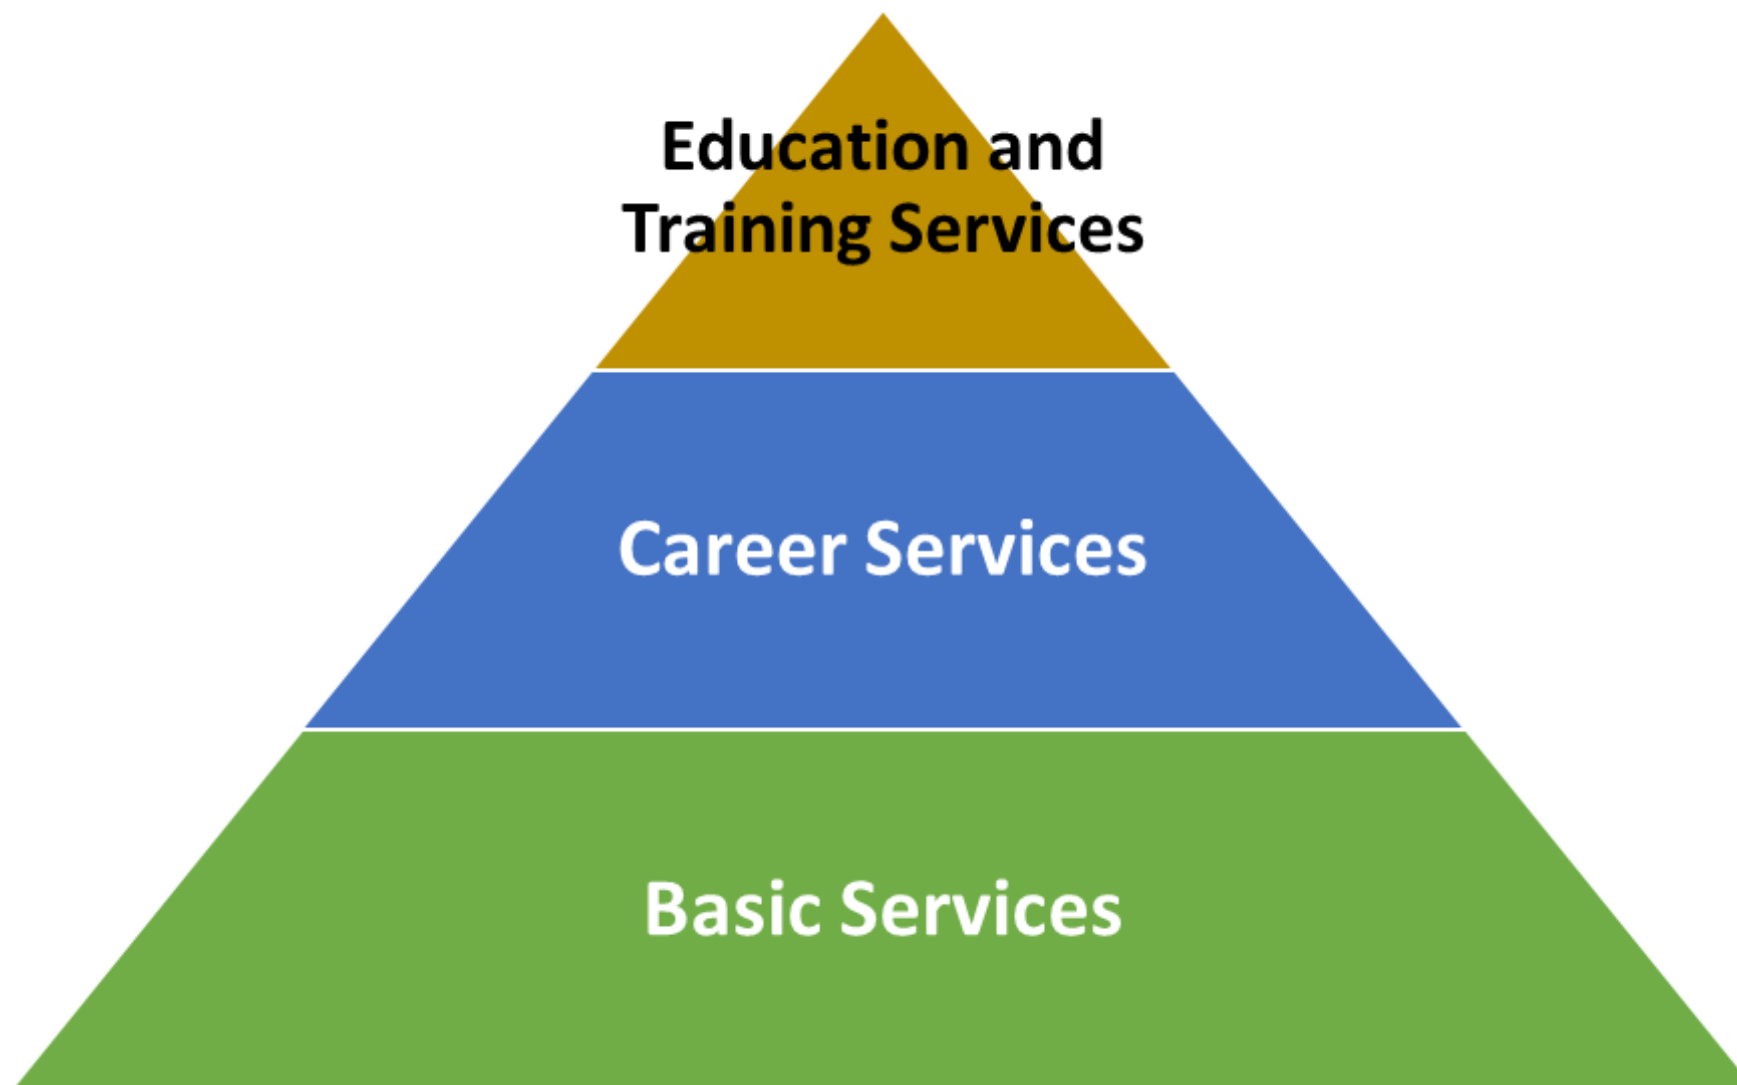 Education and
Training Services
Career Services
Basic Services